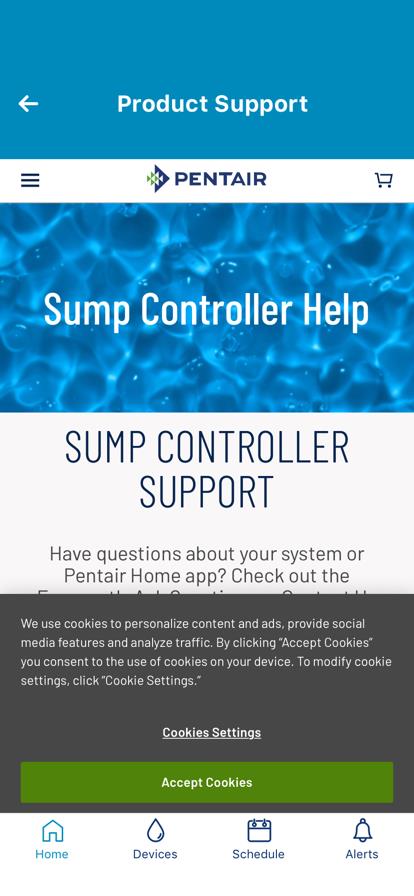 Product Support
PENTAIR
Sump Controller Help
SUMP CONTROLLER
SUPPORT
Have questions about your system or
Pentair Home app? Check out the
We use cookies to personalize content and ads, provide social
media features and analyze traffic. By clicking “Accept Cookies”
you consent to the use of cookies on your device. To modify cookie
settings, click “Cookie Settings.”
Cookies Settings
Accept Cookies
Home
Devices
Schedule
Alerts